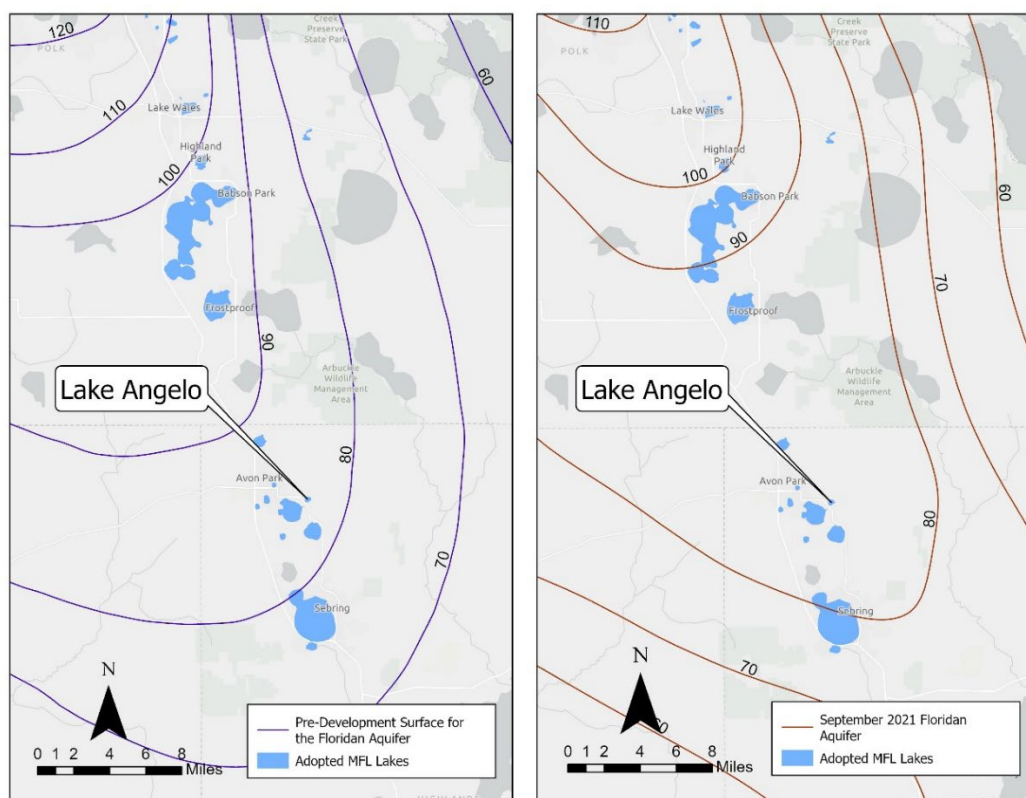 Creek
Preserve
State Park
120
POLK
60
110
Lake Wales
Highland
Park
100
Babson Park
Frostproof
90
Arbuckle
Wildlife
Management
Area
Lake Angelo
80
Avon Park
70
Sebring
N
0 1 2 4 6 8
Miles
Pre-Development Surface for
the Floridan Aquifer
Adopted MFL Lakes
110
Creek
Preserve
State Park
POLK
Lake Wales
Highland
Park
100
60
Babson Park
90
70
Frostproof
Arbuckle
Wildlife
Management
Area
Lake Angelo
Avon Park
80
Sebring
70
N
60
0 1 2 4 6 8
Miles
September 2021 Floridan
Aquifer
Adopted MFL Lakes